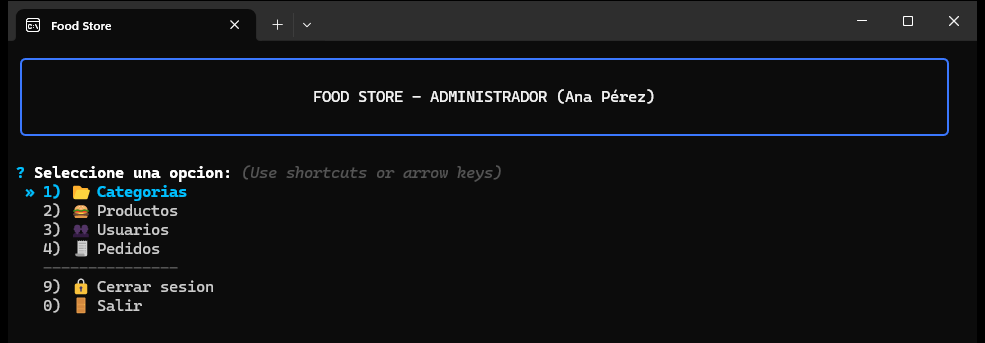 Food Store
FOOD STORE — ADMINISTRADOR (Ana Pérez)
? Seleccione una opcion: (Use shortcuts or arrow keys)
» 1) 📂 Categorias
2) 🍔 Productos
3) 👥 Usuarios
4) 🧾 Pedidos
---------------
9) 🔒 Cerrar sesion
0) 🚪 Salir